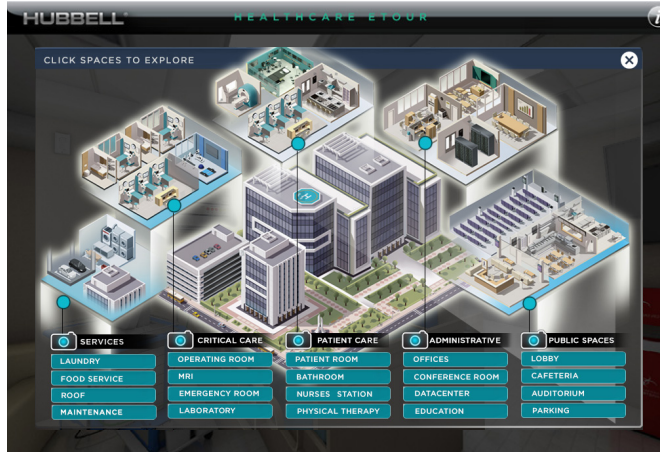 HUBBELL
HEALTHCARE ETOUR
i
CLICK SPACES TO EXPLORE
H
SERVICES
LAUNDRY
FOOD SERVICE
ROOF
MAINTENANCE
CRITICAL CARE
OPERATING ROOM
MRI
EMERGENCY ROOM
LABORATORY
PATIENT CARE
PATIENT ROOM
BATHROOM
NURSES STATION
PHYSICAL THERAPY
ADMINISTRATIVE
OFFICES
CONFERENCE ROOM
DATACENTER
EDUCATION
PUBLIC SPACES
LOBBY
CAFETERIA
AUDITORIUM
PARKING